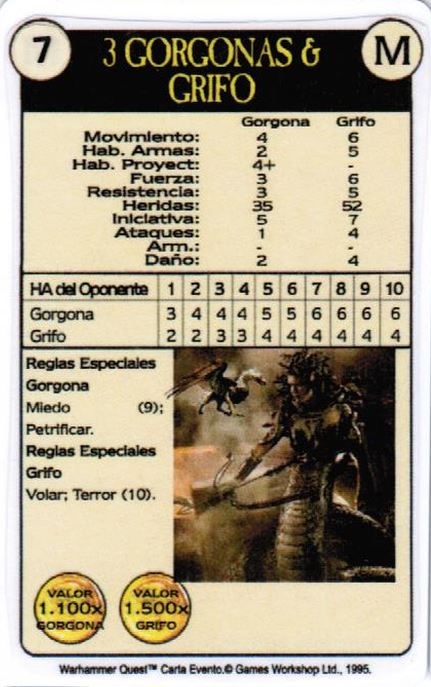 7
3 GORGONAS &
GRIFO
M
Gorgona Grifo
Movimiento: 4 6
Hab. Armas: 2 5
Hab. Proyect: 4+ -
Fuerza: 3 6
Resistencia: 3 5
Heridas: 35 52
Iniciativa: 5 7
Ataques: 1 4
Arm.: - -
Daño: 2 4
HA del Oponente 1 2 3 4 5 6 7 8 9 10
Gorgona 3 4 4 4 5 5 6 6 6 6
Grifo 2 2 3 3 4 4 4 4 4 4
Reglas Especiales
Gorgona
Miedo (9);
Petrificar.
Reglas Especiales
Grifo
Volar; Terror (10).
VALOR
1.100x
GORGONA
VALOR
1.500x
GRIFO
Warhammer Quest™ Carta Evento.© Games Workshop Ltd., 1995.